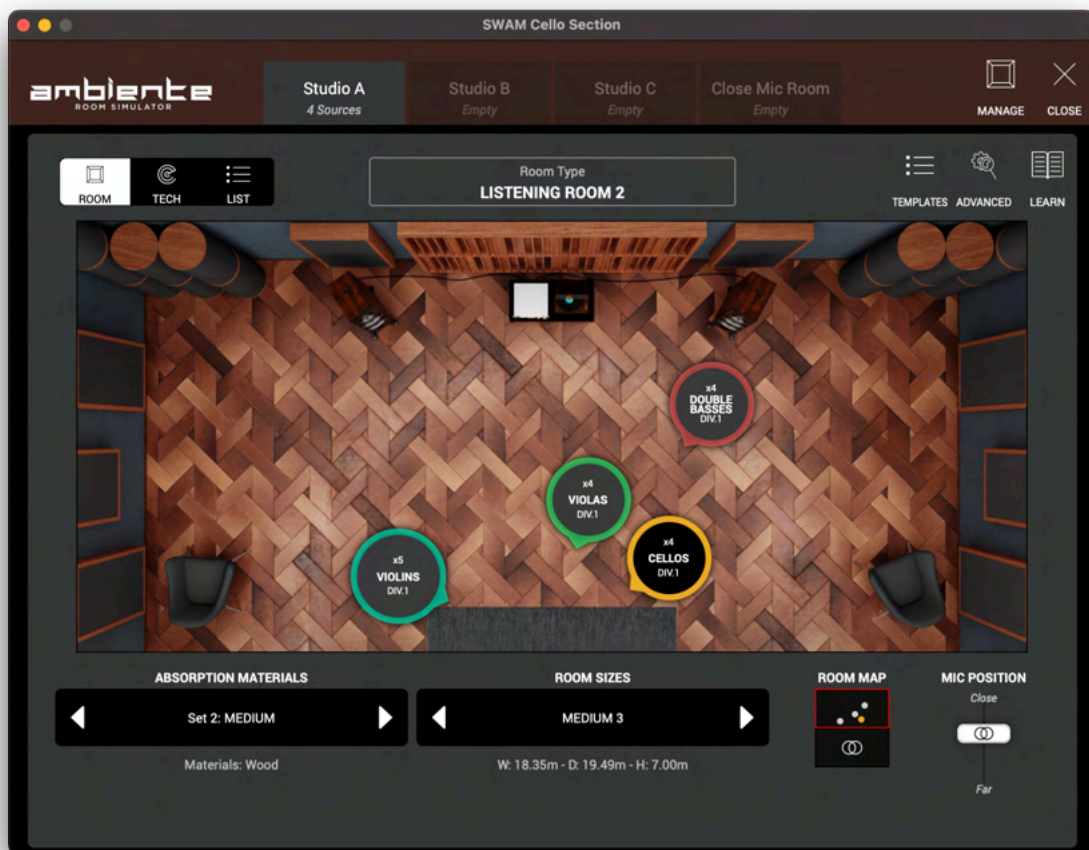 SWAM Cello Section
ambiente
ROOM SIMULATOR
Studio A
4 Sources
Studio B
Empty
Studio C
Empty
Close Mic Room
Empty
MANAGE
CLOSE
ROOM
TECH
LIST
Room Type
LISTENING ROOM 2
TEMPLATES
ADVANCED
LEARN
x4
DOUBLE
BASSES
DIV.1
x4
VIOLAS
DIV.1
x4
CELLOS
DIV.1
x5
VIOLINS
DIV.1
ABSORPTION MATERIALS
Set 2: MEDIUM
Materials: Wood
ROOM SIZES
MEDIUM 3
W: 18.35m - D: 19.49m - H: 7.00m
ROOM MAP
MIC POSITION
Close
Far